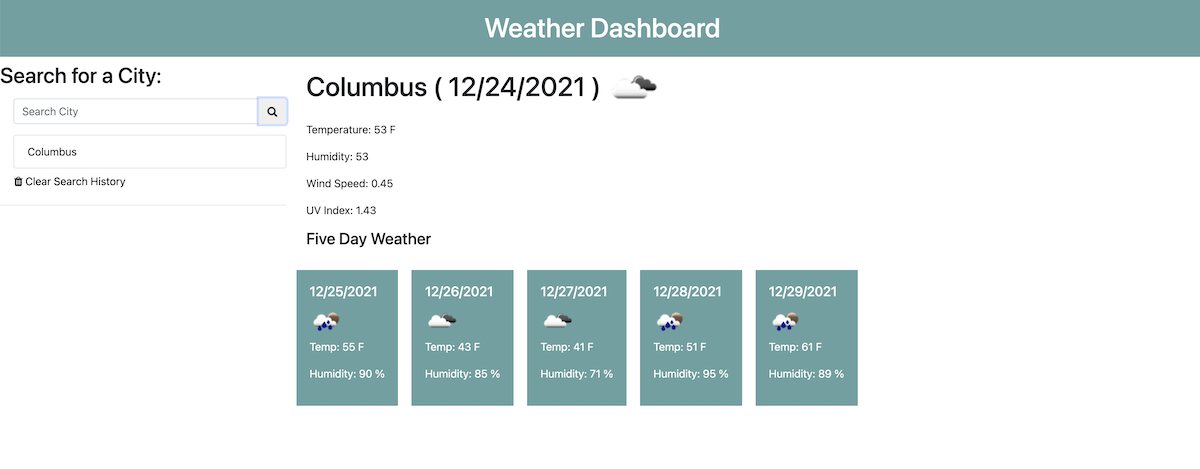 Weather Dashboard
Search for a City:
Search City
Columbus
Clear Search History
Columbus ( 12/24/2021 )
Temperature: 53 F
Humidity: 53
Wind Speed: 0.45
UV Index: 1.43
Five Day Weather
12/25/2021
Temp: 55 F
Humidity: 90 %
12/26/2021
Temp: 43 F
Humidity: 85 %
12/27/2021
Temp: 41 F
Humidity: 71 %
12/28/2021
Temp: 51 F
Humidity: 95 %
12/29/2021
Temp: 61 F
Humidity: 89 %